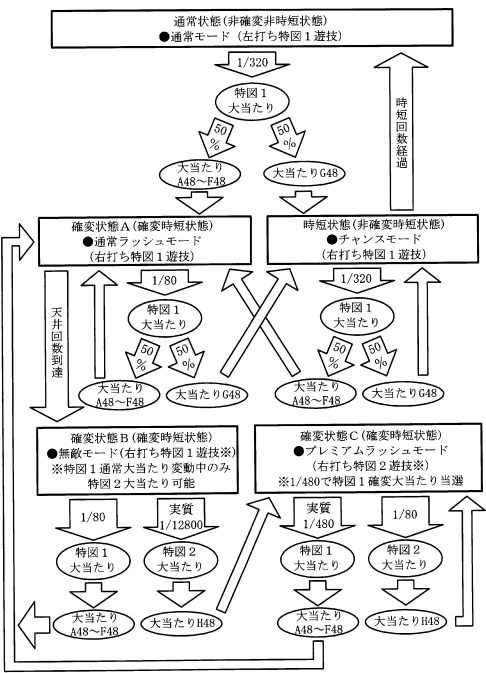 通常状態(非確変非時短状態)
●通常モード(左打ち特図1遊技)
1/320
特図1
大当たり
50%
50%
時短回数経過
大当たり
A48~F48
大当たりG48
確変状態A(確変時短状態)
●通常ラッシュモード
(右打ち特図1遊技)
時短状態(非確変時短状態)
●チャンスモード
(右打ち特図1遊技)
天井回数到達
1/80
特図1
大当たり
50%
50%
大当たり
A48~F48
大当たりG48
1/320
特図1
大当たり
50%
50%
大当たり
A48~F48
大当たりG48
確変状態B(確変時短状態)
●無敵モード(右打ち特図1遊技※)
※特図1通常大当たり変動中のみ
特図2大当たり可能
確変状態C(確変時短状態)
●プレミアムラッシュモード
(右打ち特図2遊技※)
※1/480で特図1確変大当たり当選
1/80
特図1
大当たり
大当たり
A48~F48
実質
1/12800
特図2
大当たり
大当たりH48
実質
1/480
特図1
大当たり
大当たり
A48~F48
1/80
特図2
大当たり
大当たりH48